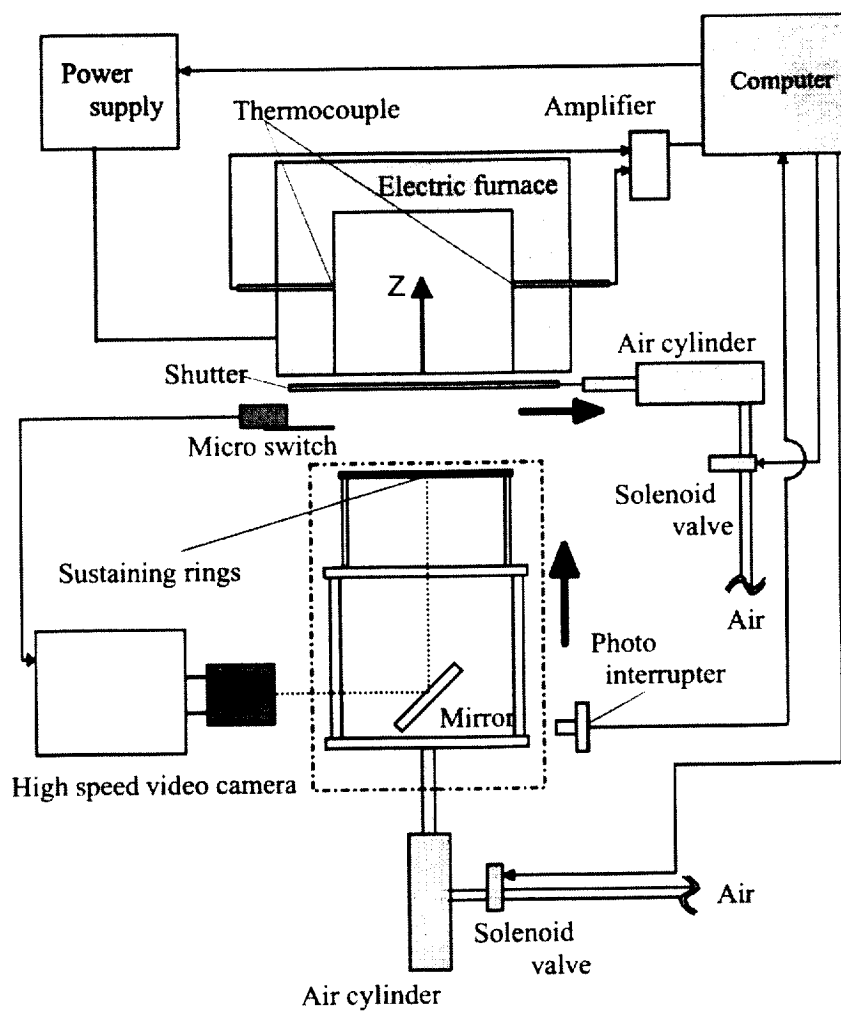 Power
supply
Thermocouple
Amplifier
Computer
Electric furnace
Z
Air cylinder
Shutter
Micro switch
Solenoid
valve
Sustaining rings
Air
Photo
interrupter
Mirror
High speed video camera
Air
Solenoid
valve
Air cylinder